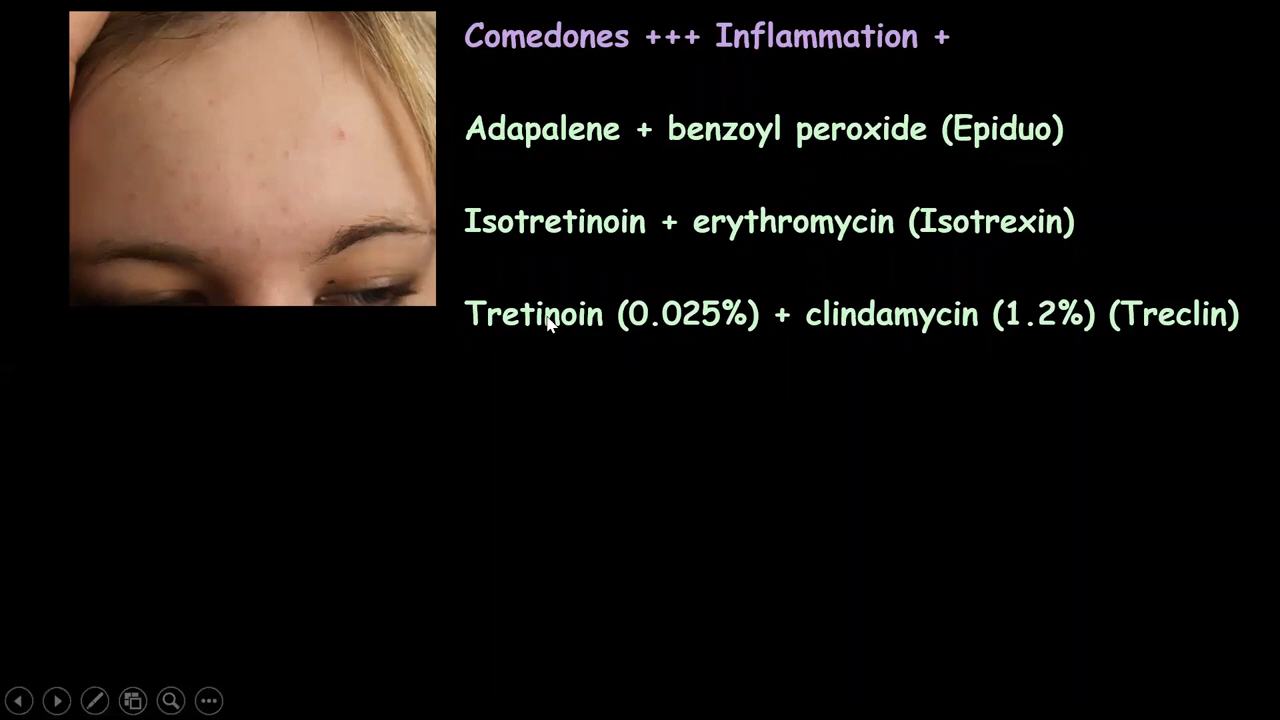 Comedones +++ Inflammation +
Adapalene + benzoyl peroxide (Epiduo)
Isotretinoin + erythromycin (Isotrexin)
Tretinoin (0.025%) + clindamycin (1.2%) (Treclin)